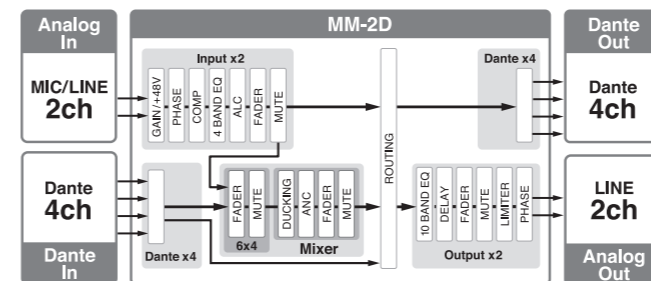 Analog
In
MIC/LINE
2ch
Dante
4ch
Dante
In
MM-2D
Input x2
GAIN/+48V
PHASE
COMP
4 BAND EQ
ALC
FADER
MUTE
Dante x4
FADER
MUTE
6x4
DUCKING
ANC
FADER
MUTE
Mixer
ROUTING
Dante x4
10 BAND EQ
DELAY
FADER
MUTE
LIMITER
PHASE
Output x2
Dante
Out
Dante
4ch
LINE
2ch
Analog
Out